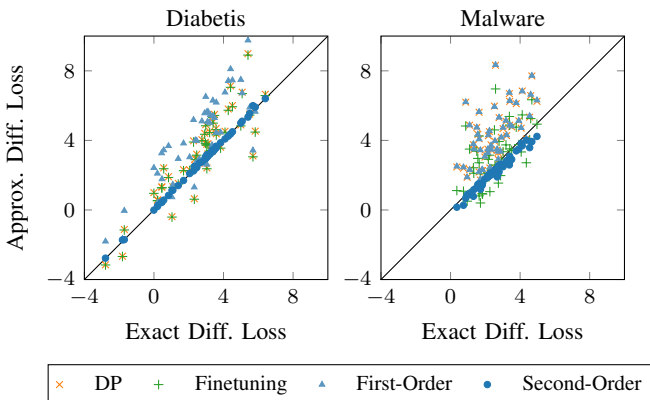 Diabetis
Malware
Approx. Diff. Loss
8
4
0
−4
−4
0
4
8
Exact Diff. Loss
8
4
0
−4
−4
0
4
8
Exact Diff. Loss
DP
Finetuning
First-Order
Second-Order